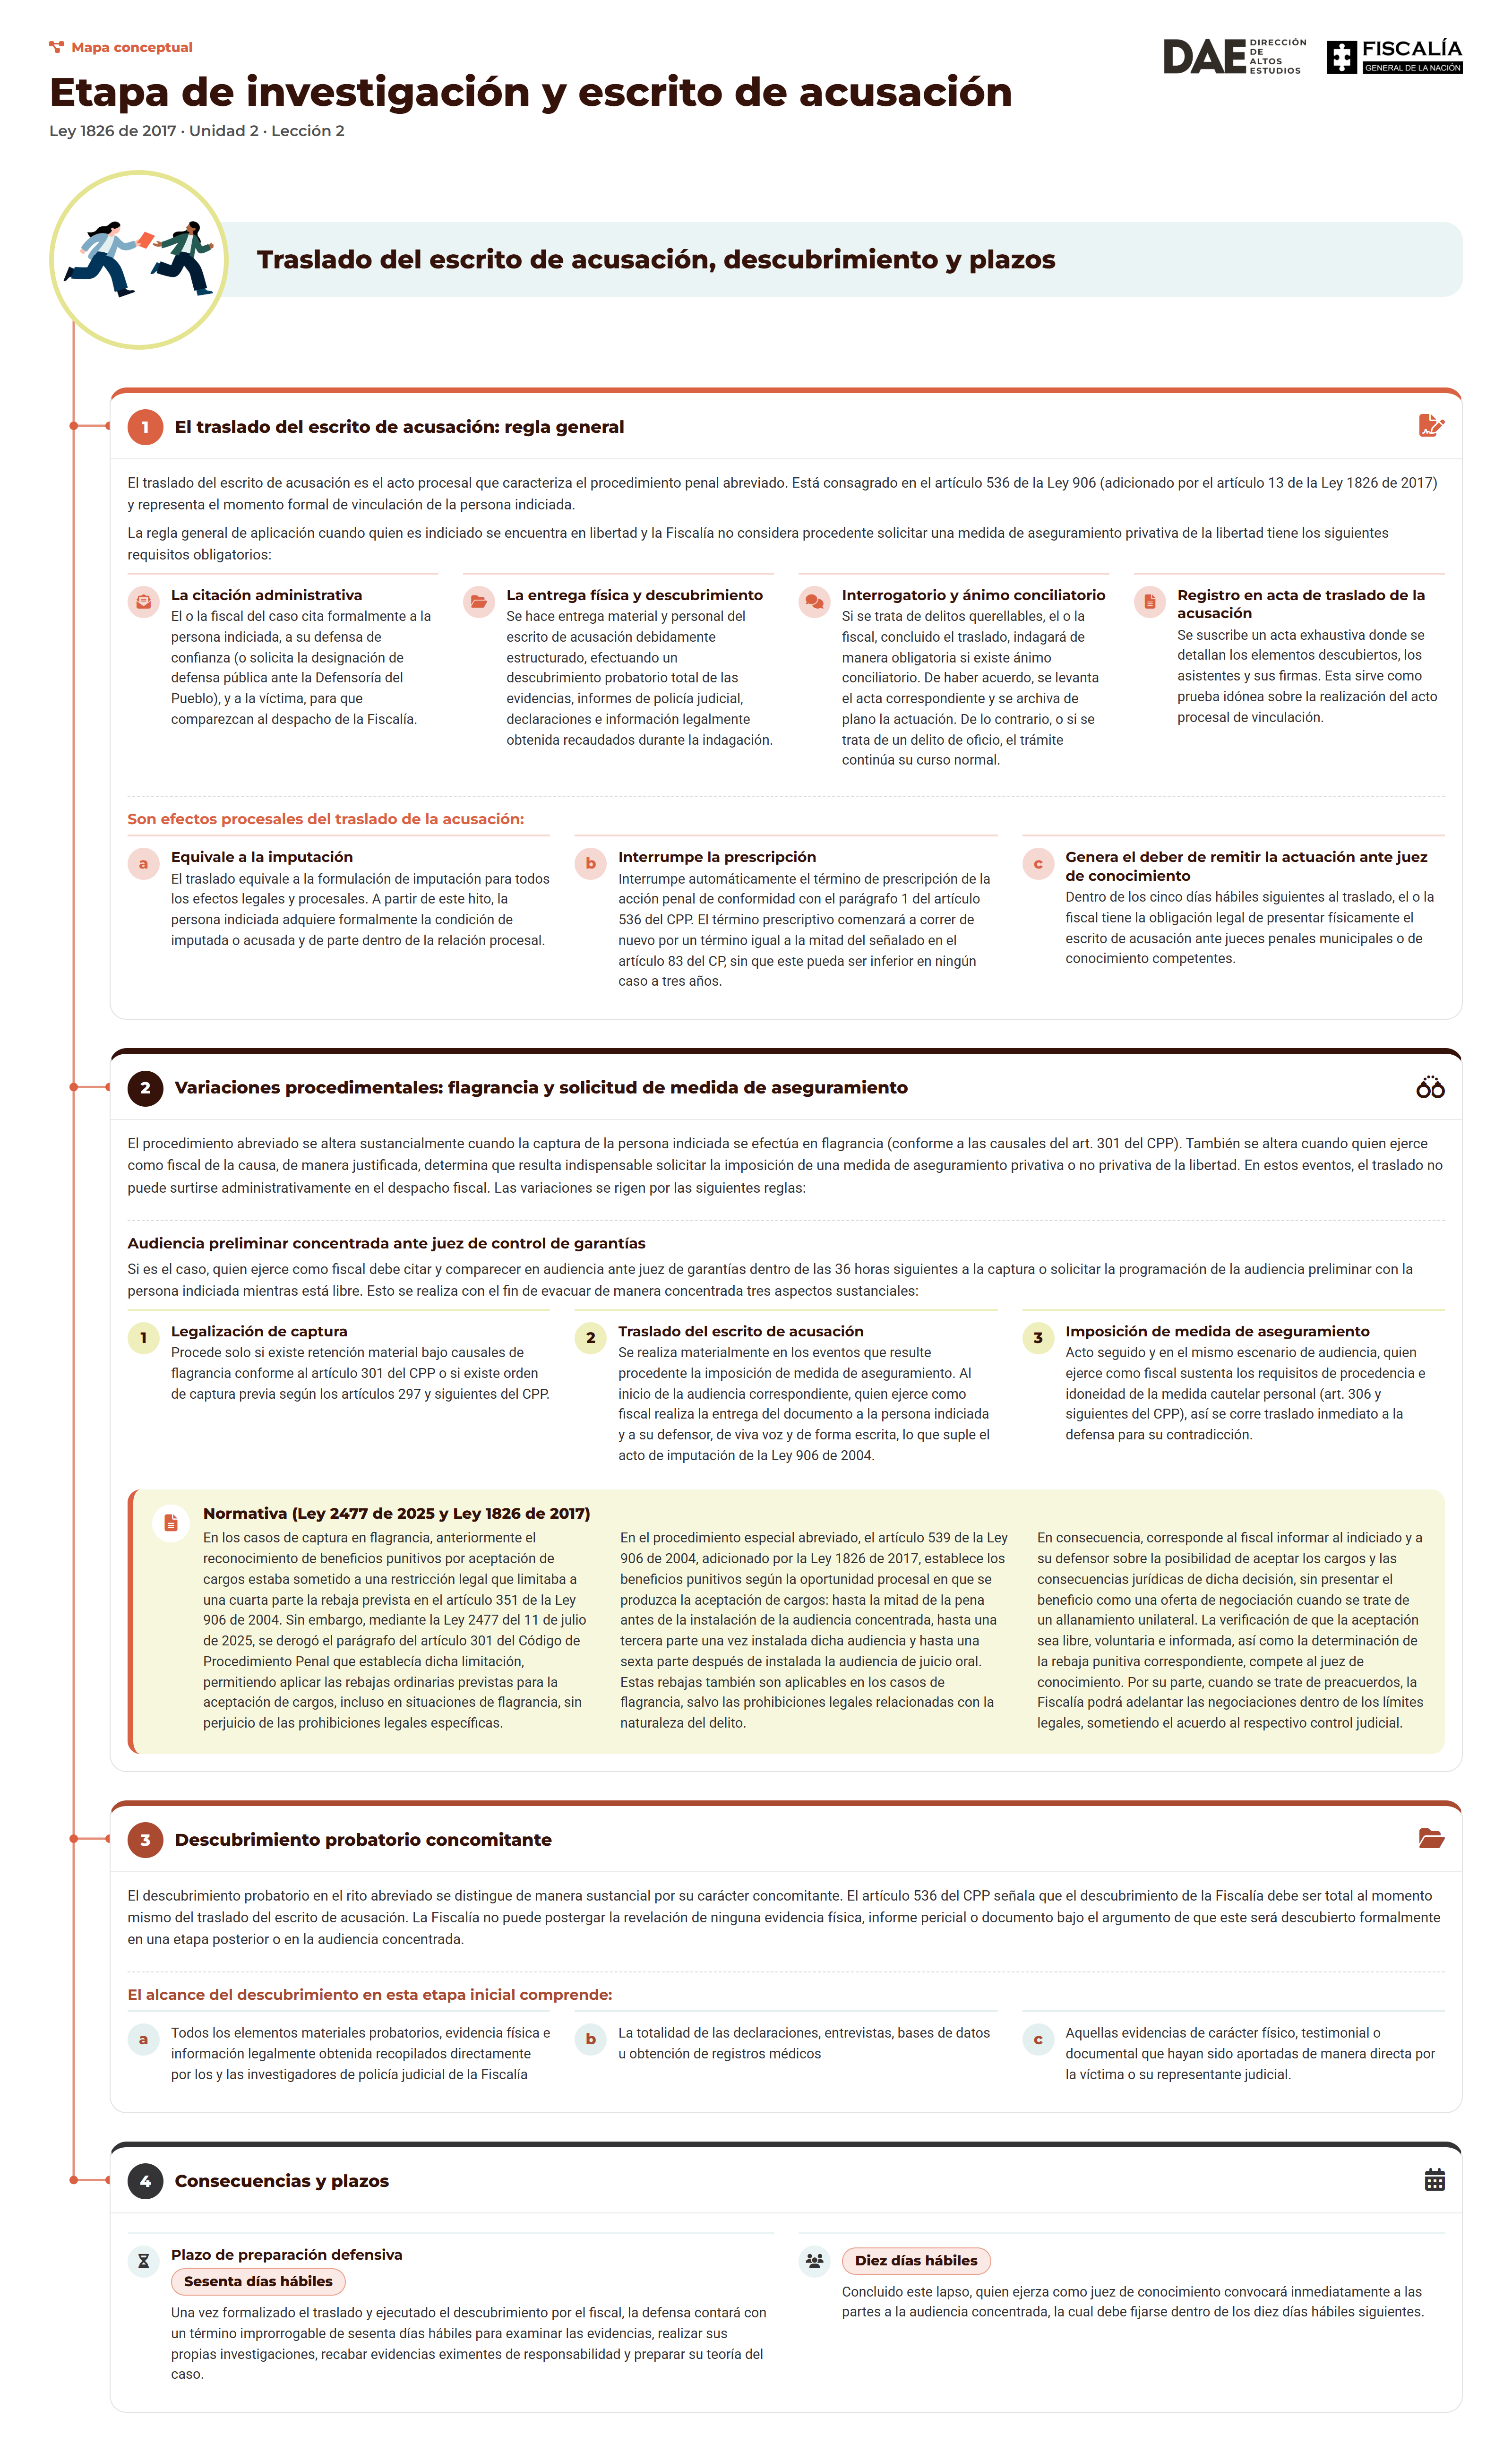 Mapa conceptual
Etapa de investigación y escrito de acusación
Ley 1826 de 2017 · Unidad 2 · Lección 2
DAE
DIRECCIÓN
DE
ALTOS
ESTUDIOS
FISCALÍA
GENERAL DE LA NACIÓN
Traslado del escrito de acusación, descubrimiento y plazos
1
El traslado del escrito de acusación: regla general
El traslado del escrito de acusación es el acto procesal que caracteriza el procedimiento penal abreviado. Está consagrado en el artículo 536 de la Ley 906 (adicionado por el artículo 13 de la Ley 1826 de 2017)
y representa el momento formal de vinculación de la persona indiciada.
La regla general de aplicación cuando quien es indiciado se encuentra en libertad y la Fiscalía no considera procedente solicitar una medida de aseguramiento privativa de la libertad tiene los siguientes
requisitos obligatorios:
La citación administrativa
El o la fiscal del caso cita formalmente a la
persona indiciada, a su defensa de
confianza (o solicita la designación de
defensa pública ante la Defensoría del
Pueblo), y a la víctima, para que
comparezcan al despacho de la Fiscalía.
La entrega física y descubrimiento
Se hace entrega material y personal del
escrito de acusación debidamente
estructurado, efectuando un
descubrimiento probatorio total de las
evidencias, informes de policía judicial,
declaraciones e información legalmente
obtenida recaudados durante la indagación.
Interrogatorio y ánimo conciliatorio
Si se trata de delitos querellables, el o la
fiscal, concluido el traslado, indagará de
manera obligatoria si existe ánimo
conciliatorio. De haber acuerdo, se levanta
el acta correspondiente y se archiva de
plano la actuación. De lo contrario, o si se
trata de un delito de oficio, el trámite
continúa su curso normal.
Registro en acta de traslado de la
acusación
Se suscribe un acta exhaustiva donde se
detallan los elementos descubiertos, los
asistentes y sus firmas. Esta sirve como
prueba idónea sobre la realización del acto
procesal de vinculación.
Son efectos procesales del traslado de la acusación:
a
Equivale a la imputación
El traslado equivale a la formulación de imputación para todos
los efectos legales y procesales. A partir de este hito, la
persona indiciada adquiere formalmente la condición de
imputada o acusada y de parte dentro de la relación procesal.
b
Interrumpe la prescripción
Interrumpe automáticamente el término de prescripción de la
acción penal de conformidad con el parágrafo 1 del artículo
536 del CPP. El término prescriptivo comenzará a correr de
nuevo por un término igual a la mitad del señalado en el
artículo 83 del CP, sin que este pueda ser inferior en ningún
caso a tres años.
c
Genera el deber de remitir la actuación ante juez
de conocimiento
Dentro de los cinco días hábiles siguientes al traslado, el o la
fiscal tiene la obligación legal de presentar físicamente el
escrito de acusación ante jueces penales municipales o de
conocimiento competentes.
2
Variaciones procedimentales: flagrancia y solicitud de medida de aseguramiento
El procedimiento abreviado se altera sustancialmente cuando la captura de la persona indiciada se efectúa en flagrancia (conforme a las causales del art. 301 del CPP). También se altera cuando quien ejerce
como fiscal de la causa, de manera justificada, determina que resulta indispensable solicitar la imposición de una medida de aseguramiento privativa o no privativa de la libertad. En estos eventos, el traslado no
puede surtirse administrativamente en el despacho fiscal. Las variaciones se rigen por las siguientes reglas:
Audiencia preliminar concentrada ante juez de control de garantías
Si es el caso, quien ejerce como fiscal debe citar y comparecer en audiencia ante juez de garantías dentro de las 36 horas siguientes a la captura o solicitar la programación de la audiencia preliminar con la
persona indiciada mientras está libre. Esto se realiza con el fin de evacuar de manera concentrada tres aspectos sustanciales:
1
Legalización de captura
Procede solo si existe retención material bajo causales de
flagrancia conforme al artículo 301 del CPP o si existe orden
de captura previa según los artículos 297 y siguientes del CPP.
2
Traslado del escrito de acusación
Se realiza materialmente en los eventos que resulte
procedente la imposición de medida de aseguramiento. Al
inicio de la audiencia correspondiente, quien ejerce como
fiscal realiza la entrega del documento a la persona indiciada
y a su defensor, de viva voz y de forma escrita, lo que suple el
acto de imputación de la Ley 906 de 2004.
3
Imposición de medida de aseguramiento
Acto seguido y en el mismo escenario de audiencia, quien
ejerce como fiscal sustenta los requisitos de procedencia e
idoneidad de la medida cautelar personal (art. 306 y
siguientes del CPP), así se corre traslado inmediato a la
defensa para su contradicción.
Normativa (Ley 2477 de 2025 y Ley 1826 de 2017)
En los casos de captura en flagrancia, anteriormente el
reconocimiento de beneficios punitivos por aceptación de
cargos estaba sometido a una restricción legal que limitaba a
una cuarta parte la rebaja prevista en el artículo 351 de la Ley
906 de 2004. Sin embargo, mediante la Ley 2477 del 11 de julio
de 2025, se derogó el parágrafo del artículo 301 del Código de
Procedimiento Penal que establecía dicha limitación,
permitiendo aplicar las rebajas ordinarias previstas para la
aceptación de cargos, incluso en situaciones de flagrancia, sin
perjuicio de las prohibiciones legales específicas.
En el procedimiento especial abreviado, el artículo 539 de la Ley
906 de 2004, adicionado por la Ley 1826 de 2017, establece los
beneficios punitivos según la oportunidad procesal en que se
produzca la aceptación de cargos: hasta la mitad de la pena
antes de la instalación de la audiencia concentrada, hasta una
tercera parte una vez instalada dicha audiencia y hasta una
sexta parte después de instalada la audiencia de juicio oral.
Estas rebajas también son aplicables en los casos de
flagrancia, salvo las prohibiciones legales relacionadas con la
naturaleza del delito.
En consecuencia, corresponde al fiscal informar al indiciado y a
su defensor sobre la posibilidad de aceptar los cargos y las
consecuencias jurídicas de dicha decisión, sin presentar el
beneficio como una oferta de negociación cuando se trate de
un allanamiento unilateral. La verificación de que la aceptación
sea libre, voluntaria e informada, así como la determinación de
la rebaja punitiva correspondiente, compete al juez de
conocimiento. Por su parte, cuando se trate de preacuerdos, la
Fiscalía podrá adelantar las negociaciones dentro de los límites
legales, sometiendo el acuerdo al respectivo control judicial.
3
Descubrimiento probatorio concomitante
El descubrimiento probatorio en el rito abreviado se distingue de manera sustancial por su carácter concomitante. El artículo 536 del CPP señala que el descubrimiento de la Fiscalía debe ser total al momento
mismo del traslado del escrito de acusación. La Fiscalía no puede postergar la revelación de ninguna evidencia física, informe pericial o documento bajo el argumento de que este será descubierto formalmente
en una etapa posterior o en la audiencia concentrada.
El alcance del descubrimiento en esta etapa inicial comprende:
a
Todos los elementos materiales probatorios, evidencia física e
información legalmente obtenida recopilados directamente
por los y las investigadores de policía judicial de la Fiscalía
b
La totalidad de las declaraciones, entrevistas, bases de datos
u obtención de registros médicos
c
Aquellas evidencias de carácter físico, testimonial o
documental que hayan sido aportadas de manera directa por
la víctima o su representante judicial.
4
Consecuencias y plazos
Plazo de preparación defensiva
Sesenta días hábiles
Una vez formalizado el traslado y ejecutado el descubrimiento por el fiscal, la defensa contará con
un término improrrogable de sesenta días hábiles para examinar las evidencias, realizar sus
propias investigaciones, recabar evidencias eximentes de responsabilidad y preparar su teoría del
caso.
Diez días hábiles
Concluido este lapso, quien ejerza como juez de conocimiento convocará inmediatamente a las
partes a la audiencia concentrada, la cual debe fijarse dentro de los diez días hábiles siguientes.